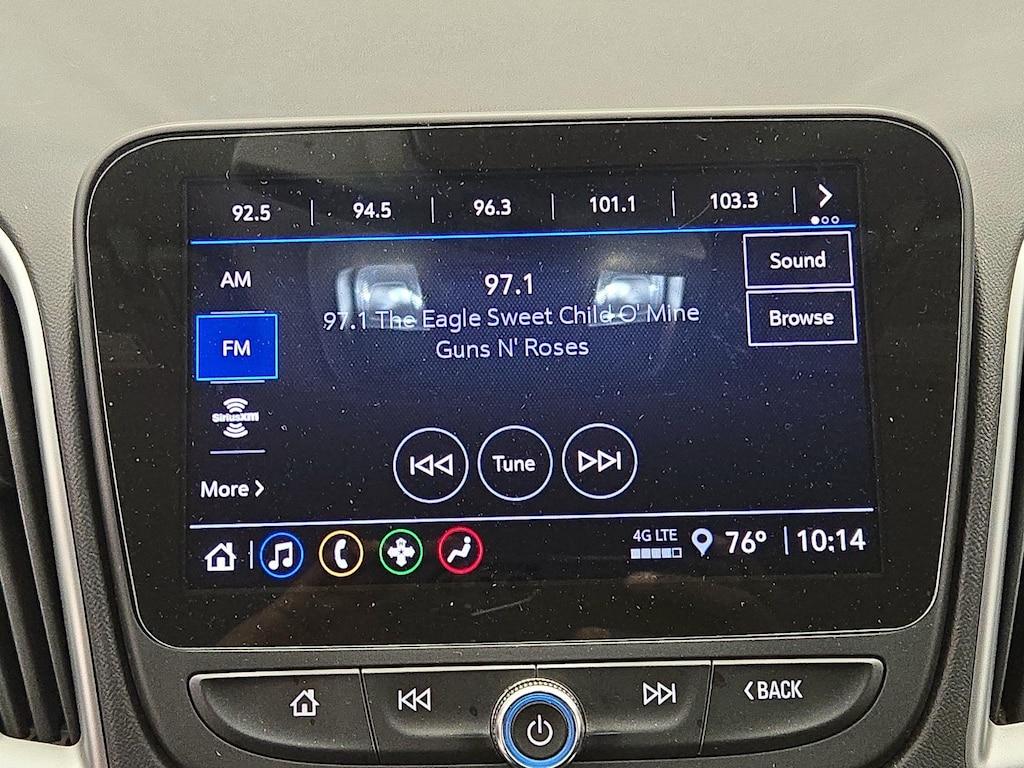 92.5 94.5 96.3 101.1 103.3
AM
FM
SiriusXM
More
97.1
97.1 The Eagle Sweet Child O' Mine
Guns N' Roses
Sound
Browse
Tune
4G LTE
76° 10:14
BACK